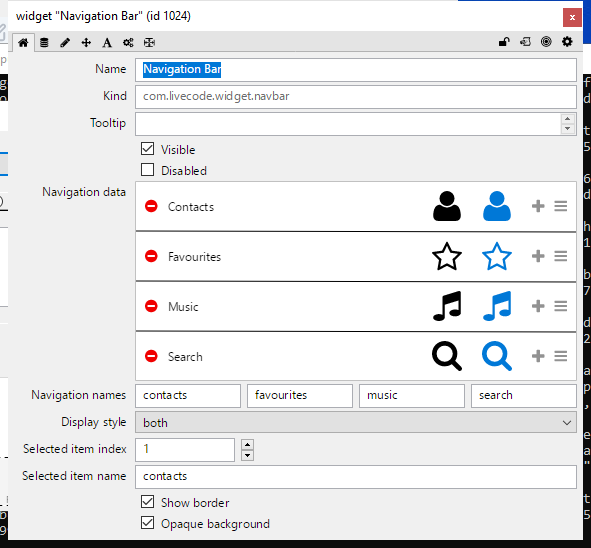 widget "Navigation Bar" (id 1024)
Name Navigation Bar
Kind com.livecode.widget.navbar
Tooltip
Visible
Disabled
Navigation data
Contacts
Favourites
Music
Search
Navigation names contacts favourites music search
Display style both
Selected item index 1
Selected item name contacts
Show border
Opaque background